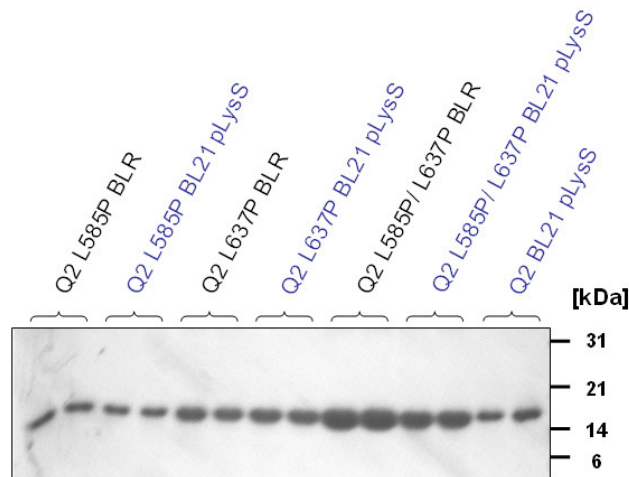 Q2 L585P BLR
Q2 L585P BL21 pLysS
Q2 L637P BLR
Q2 L637P BL21 pLysS
Q2 L585P/ L637P BLR
Q2 L585P/ L637P BL21 pLysS
Q2 BL21 pLysS
[kDa]
31
21
14
6